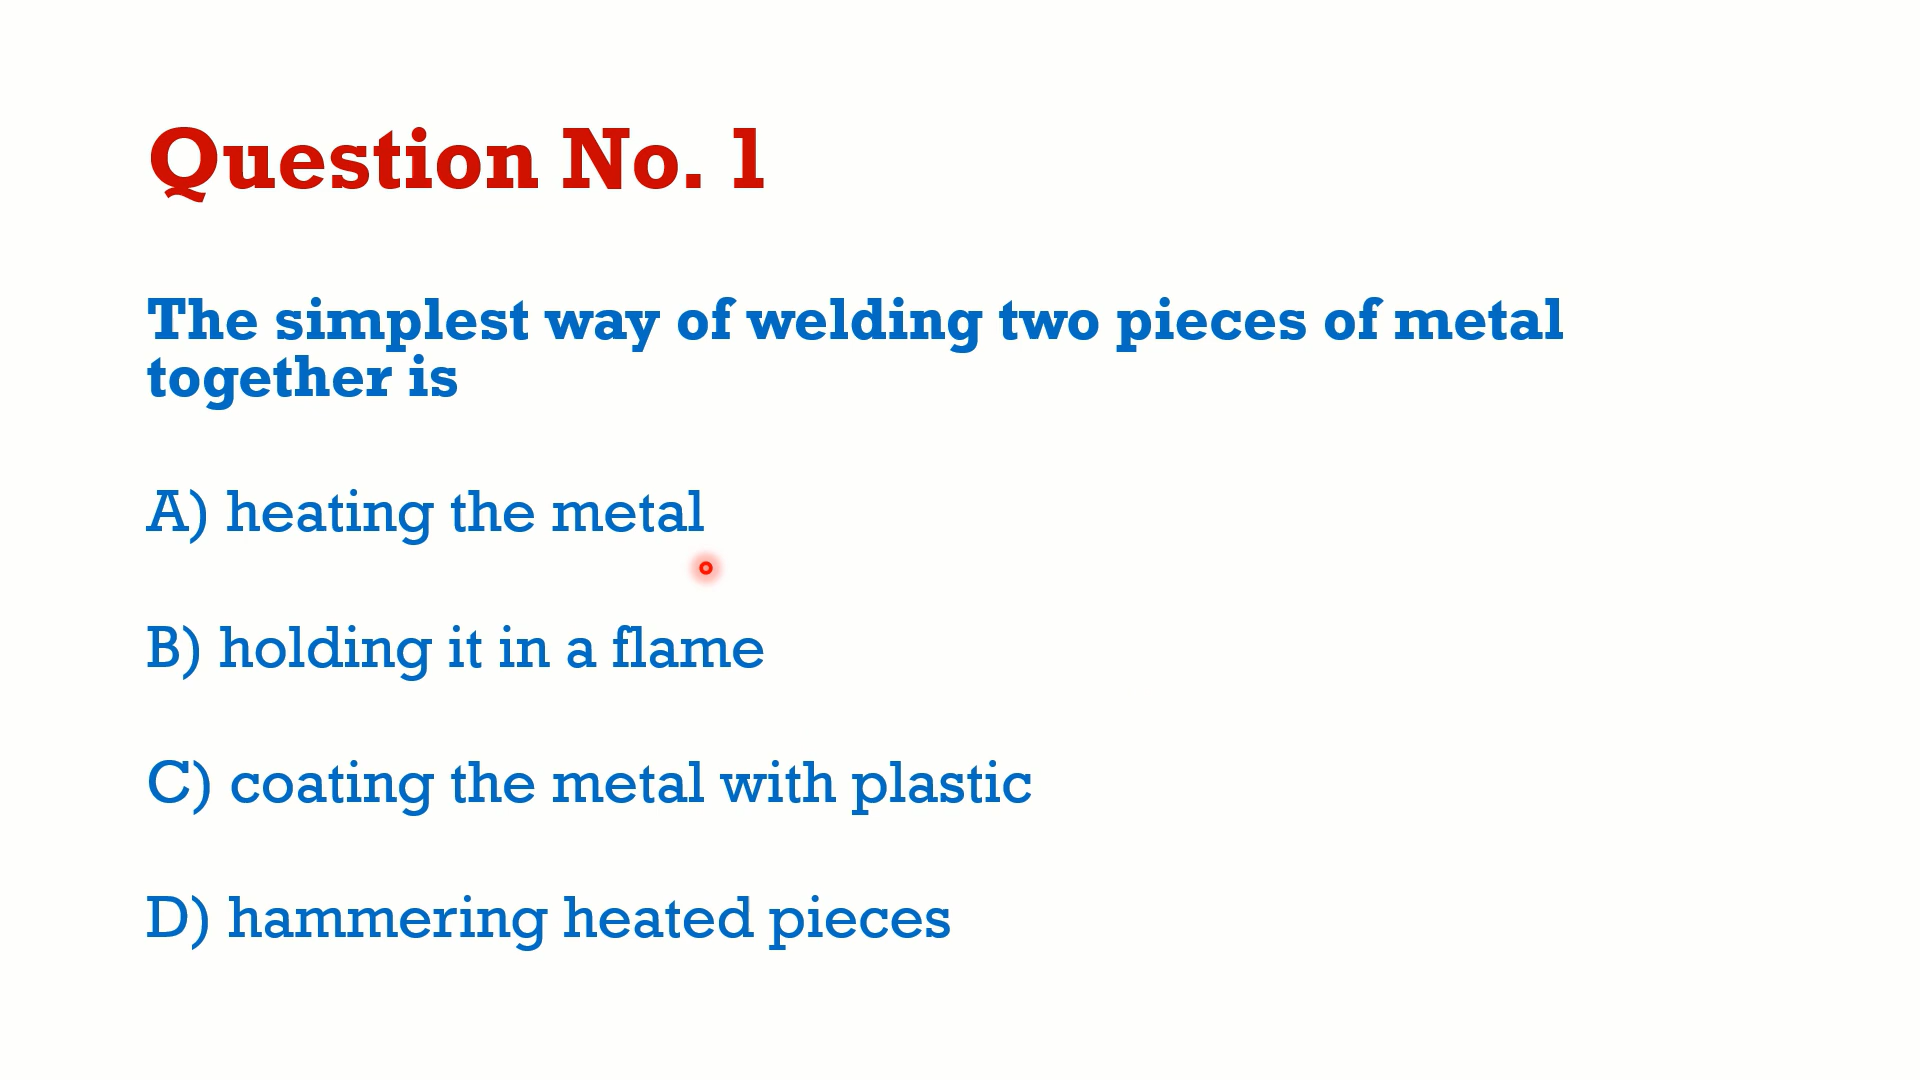 Question No. 1
The simplest way of welding two pieces of metal
together is
A) heating the metal
B) holding it in a flame
C) coating the metal with plastic
D) hammering heated pieces